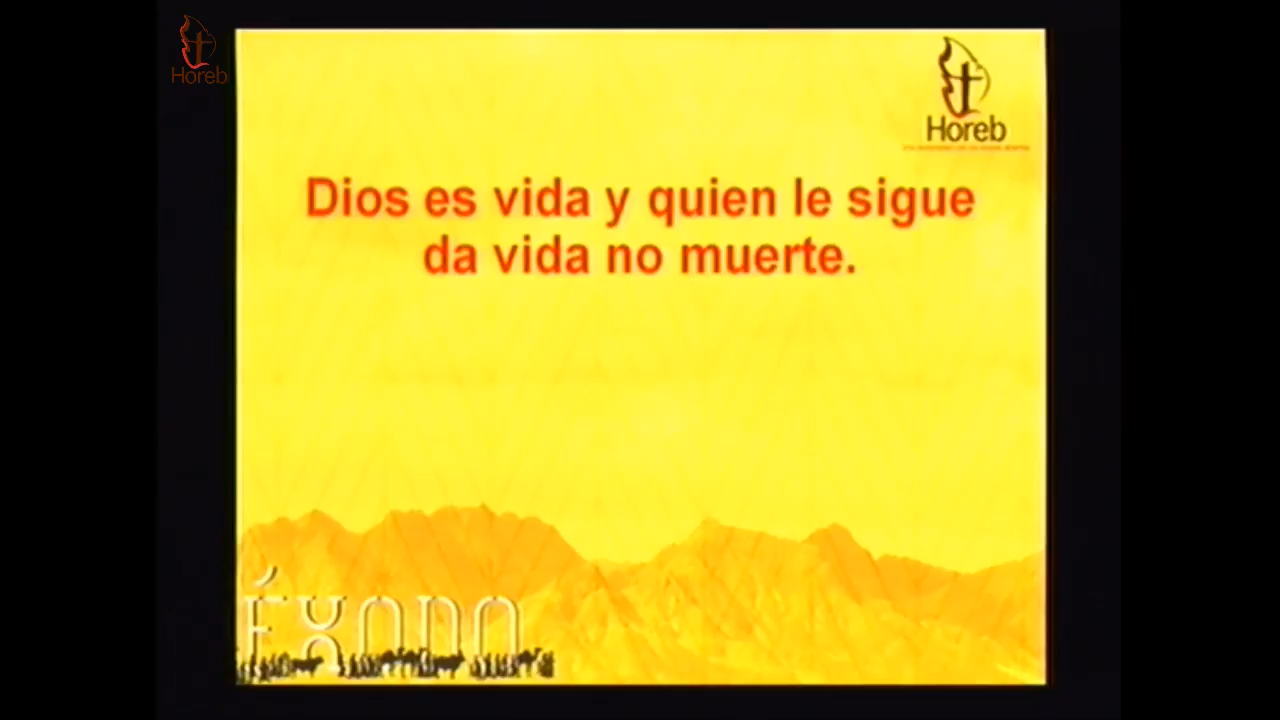 Horeb
Horeb
Dios es vida y quien le sigue
da vida no muerte.
ÉXODO